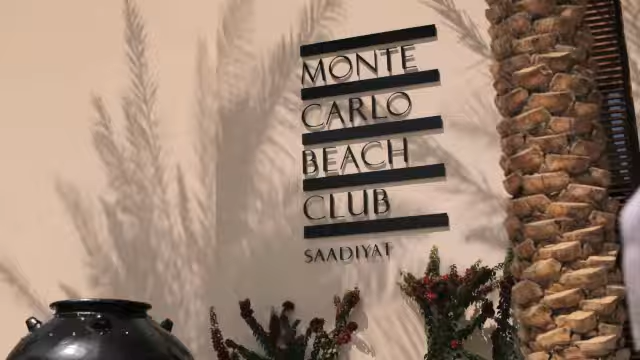 MONTE
CARLO
BEACH
CLUB
SAADIYAT